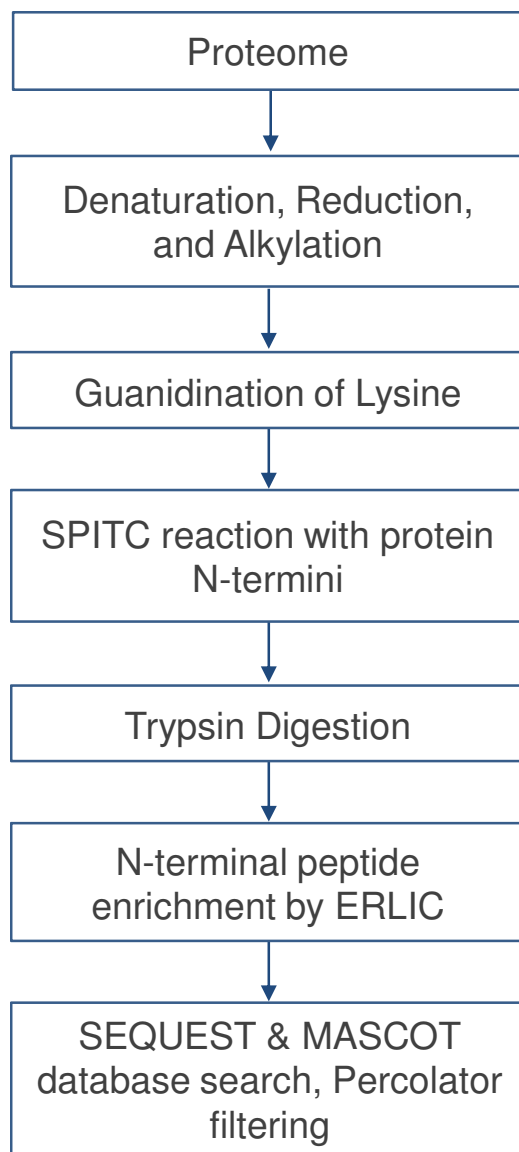 Proteome
Denaturation, Reduction,
and Alkylation
Guanidination of Lysine
SPITC reaction with protein
N-termini
Trypsin Digestion
N-terminal peptide
enrichment by ERLIC
SEQUEST & MASCOT
database search, Percolator
filtering